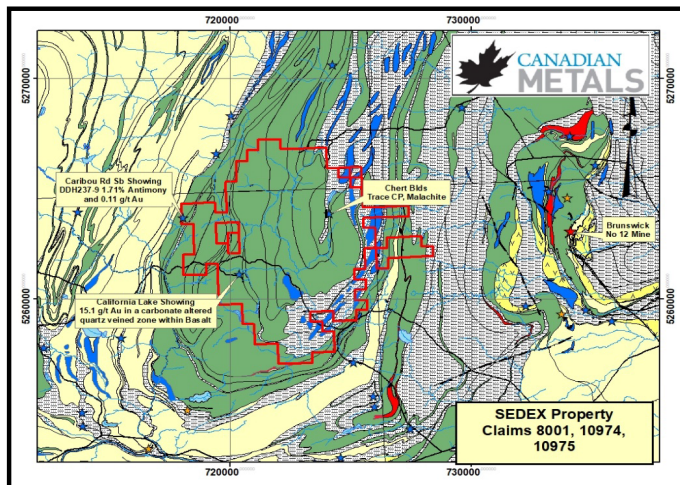 720000
730000
5270000
5270000
CANADIAN
METALS
Caribou Rd Sb Showing
DDH237-9 1.71% Antimony
and 0.11 g/t Au
Chert Blds
Trace CP, Malachite
Brunswick
No 12 Mine
California Lake Showing
15.1 g/t Au in a carbonate altered
quartz veined zone within Basalt
5260000
5260000
SEDEX Property
Claims 8001, 10974,
10975
720000
730000